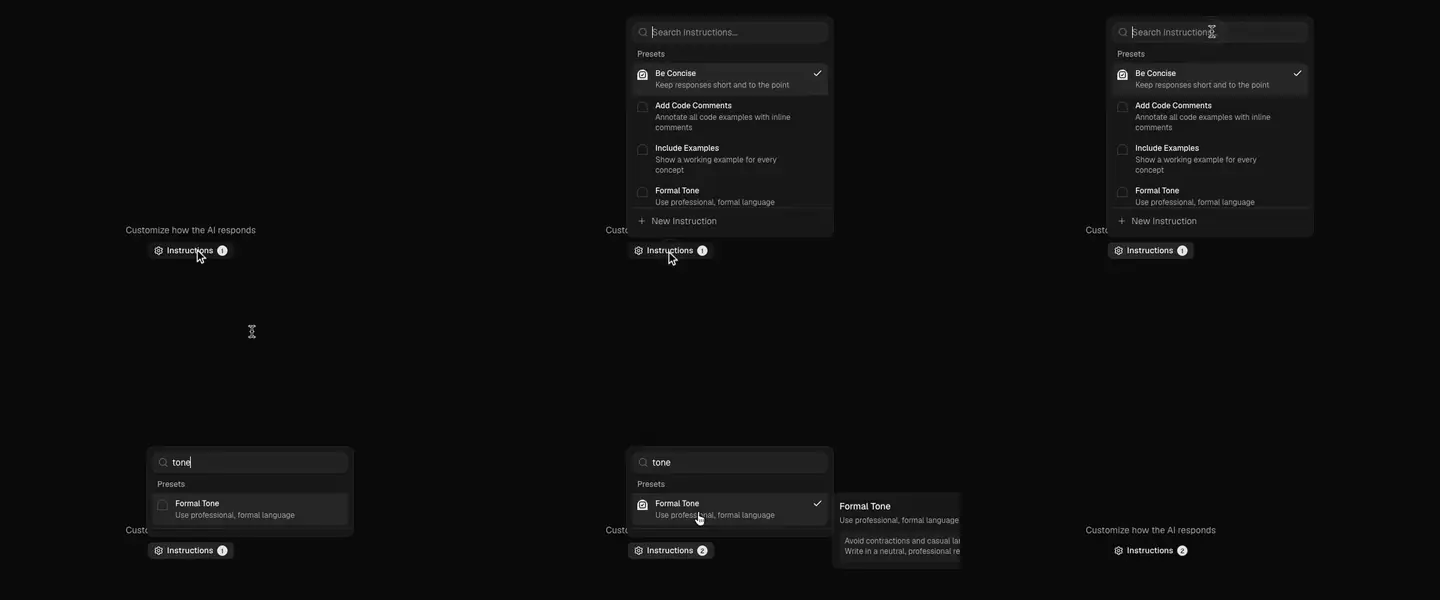 Customize how the AI responds
Instructions 1
Search instructions...
Presets
Be Concise
Keep responses short and to the point
Add Code Comments
Annotate all code examples with inline
comments
Include Examples
Show a working example for every
concept
Formal Tone
Use professional, formal language
New Instruction
Custo
Instructions 1
Search instructions
Presets
Be Concise
Keep responses short and to the point
Add Code Comments
Annotate all code examples with inline
comments
Include Examples
Show a working example for every
concept
Formal Tone
Use professional, formal language
New Instruction
Custo
Instructions 1
tone
Presets
Formal Tone
Use professional, formal language
Custo
Instructions 1
tone
Presets
Formal Tone
Use professional, formal language
Custo
Instructions 2
Formal Tone
Use professional, formal language
Avoid contractions and casual la
Write in a neutral, professional re
Customize how the AI responds
Instructions 2